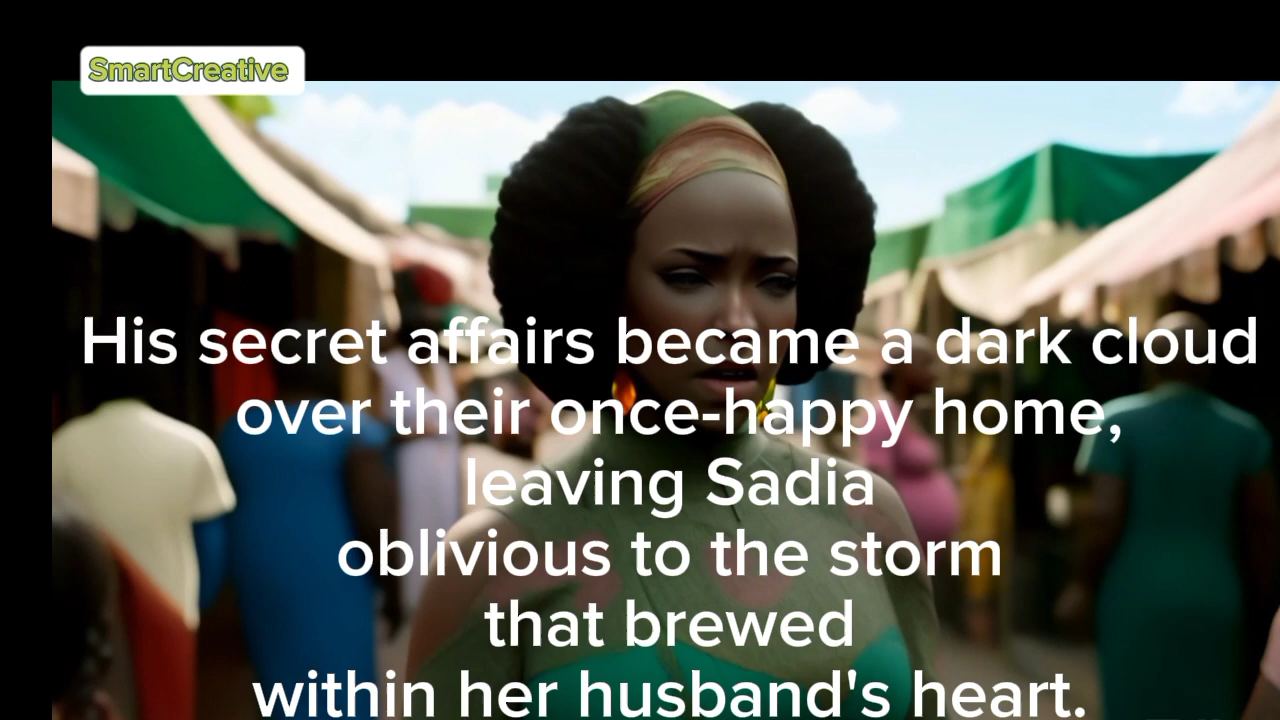 SmartCreative
His secret affairs became a dark cloud
over their once-happy home,
leaving Sadia
oblivious to the storm
that brewed
within her husband's heart.